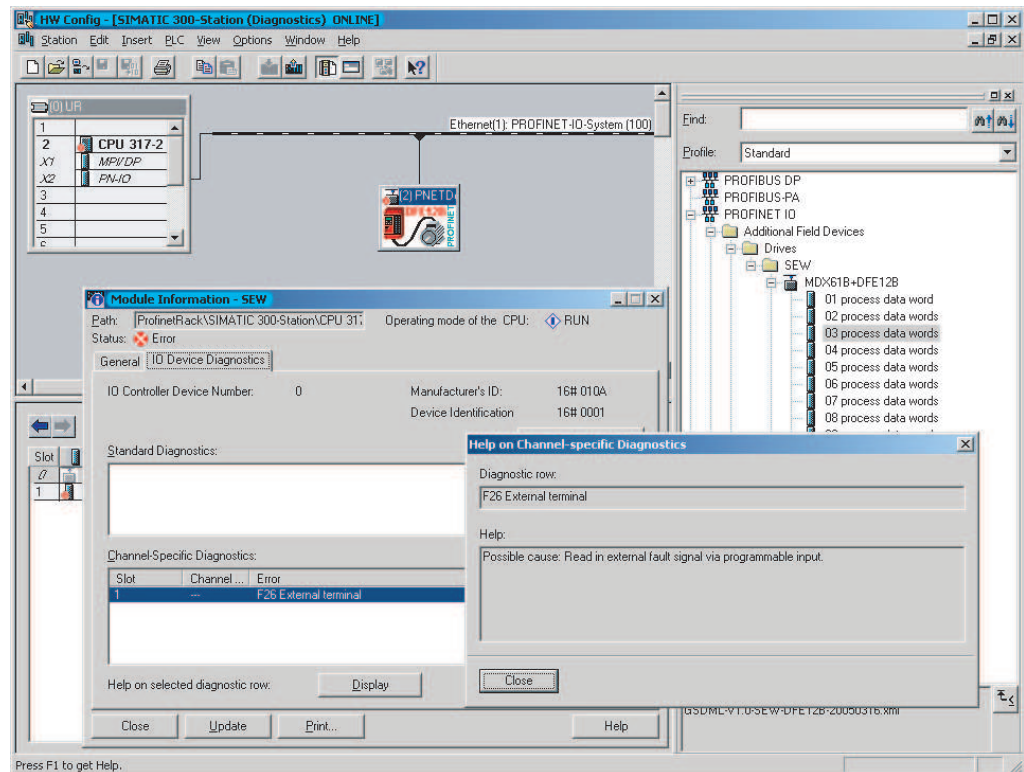 HW Config - [SIMATIC 300-Station (Diagnostics) ONLINE]
Station Edit Insert PLC View Options Window Help
(0) UR
1
2 CPU 317-2
X1 MPI/DP
X2 PN-IO
3
4
5
Ethernet(1): PROFINET-IO-System (100)
(2) PNETD
DFE12B
PROFINET
Find:
Profile: Standard
PROFIBUS DP
PROFIBUS-PA
PROFINET IO
Additional Field Devices
Drives
SEW
MDX61B+DFE12B
01 process data word
02 process data words
03 process data words
04 process data words
05 process data words
06 process data words
07 process data words
08 process data words
Module Information - SEW
Path: ProfinetRack\SIMATIC 300-Station\CPU 317 Operating mode of the CPU: RUN
Status: Error
General IO Device Diagnostics
IO Controller Device Number: 0 Manufacturer's ID: 16# 010A
Device Identification 16# 0001
Standard Diagnostics:
Channel-Specific Diagnostics:
Slot Channel ... Error
1 --- F26 External terminal
Help on selected diagnostic row: Display
Close Update Print... Help
Slot
0
1
Help on Channel-specific Diagnostics
Diagnostic row:
F26 External terminal
Help:
Possible cause: Read in external fault signal via programmable input.
Close
GSDML-V1.0-SEW-DFE12B-20050316.xml
Press F1 to get Help.